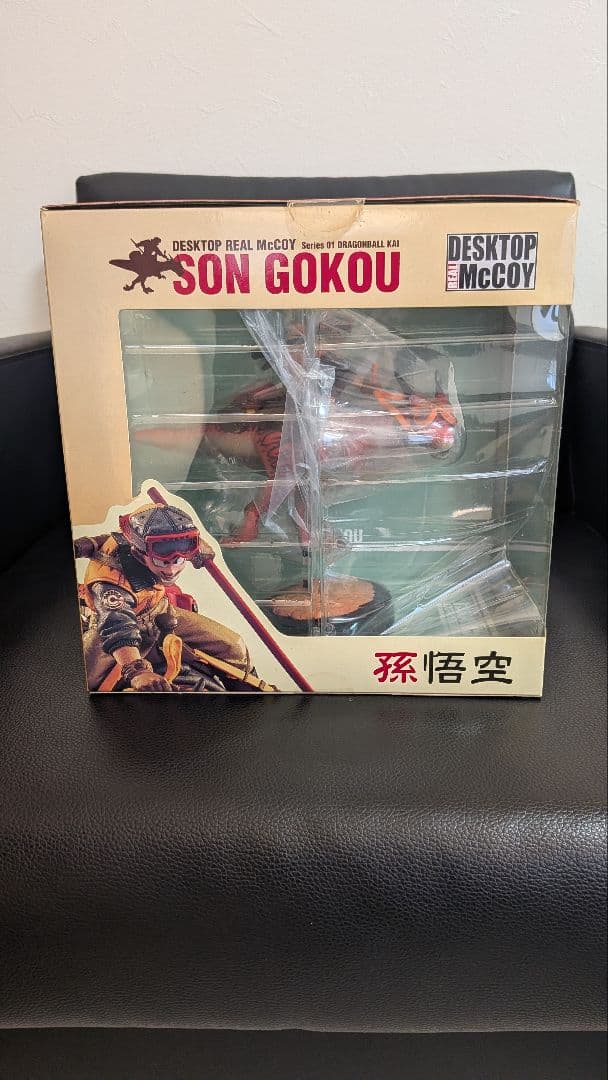 DESKTOP REAL McCOY Series 01 DRAGONBALL KAI
SON GOKOU
REAL
DESKTOP
McCOY
孫悟空